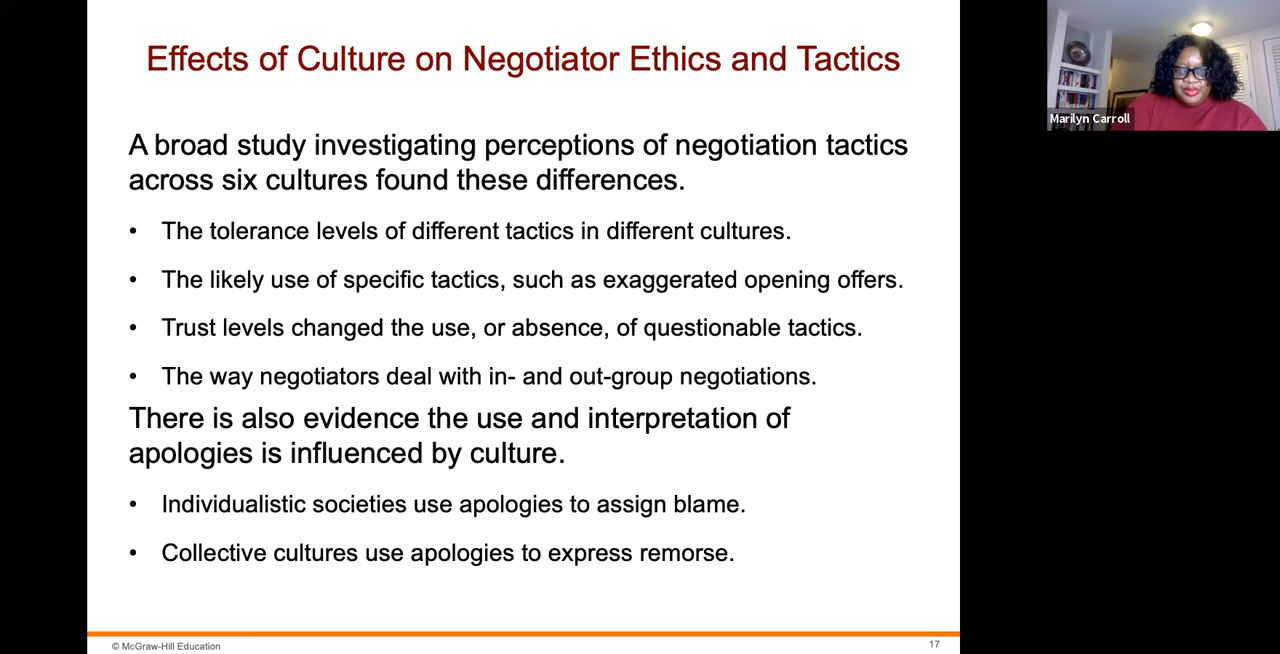 Effects of Culture on Negotiator Ethics and Tactics
A broad study investigating perceptions of negotiation tactics
across six cultures found these differences.
• The tolerance levels of different tactics in different cultures.
• The likely use of specific tactics, such as exaggerated opening offers.
• Trust levels changed the use, or absence, of questionable tactics.
• The way negotiators deal with in- and out-group negotiations.
There is also evidence the use and interpretation of
apologies is influenced by culture.
• Individualistic societies use apologies to assign blame.
• Collective cultures use apologies to express remorse.
© McGraw-Hill Education
17
Marilyn Carroll